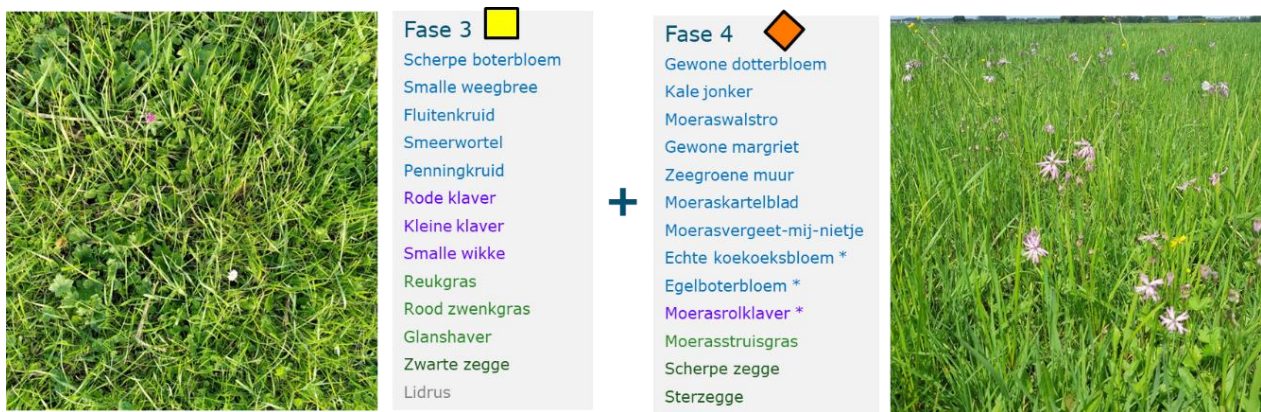 Fase 3
Scherpe boterbloem
Smalle weegbree
Fluitenkruid
Smeerwortel
Penningkruid
Rode klaver
Kleine klaver
Smalle wikke
Reukgras
Rood zwenkgras
Glanshaver
Zwarte zegge
Lidrus
+
Fase 4
Gewone dotterbloem
Kale jonker
Moeraswalstro
Gewone margriet
Zeegroene muur
Moeraskartelblad
Moerasvergeet-mij-nietje
Echte koekoeksbloem *
Egelboterbloem *
Moerasrolklaver *
Moerasstruisgras
Scherpe zegge
Sterzegge